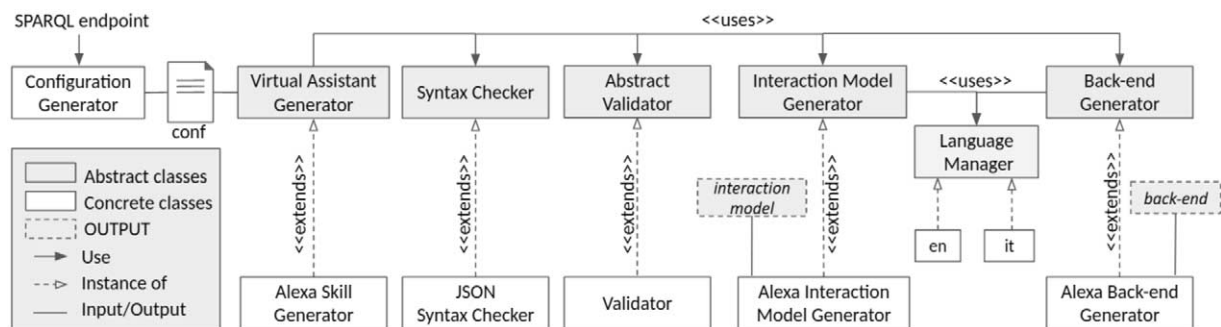 SPARQL endpoint
<<uses>>
Configuration
Generator
conf
Virtual Assistant
Generator
Syntax Checker
Abstract
Validator
Interaction Model
Generator
<<uses>>
Back-end
Generator
Language
Manager
Abstract classes
Concrete classes
OUTPUT
Use
Instance of
Input/Output
<<extends>>
<<extends>>
<<extends>>
interaction
model
<<extends>>
en
it
<<extends>>
back-end
Alexa Skill
Generator
JSON
Syntax Checker
Validator
Alexa Interaction
Model Generator
Alexa Back-end
Generator